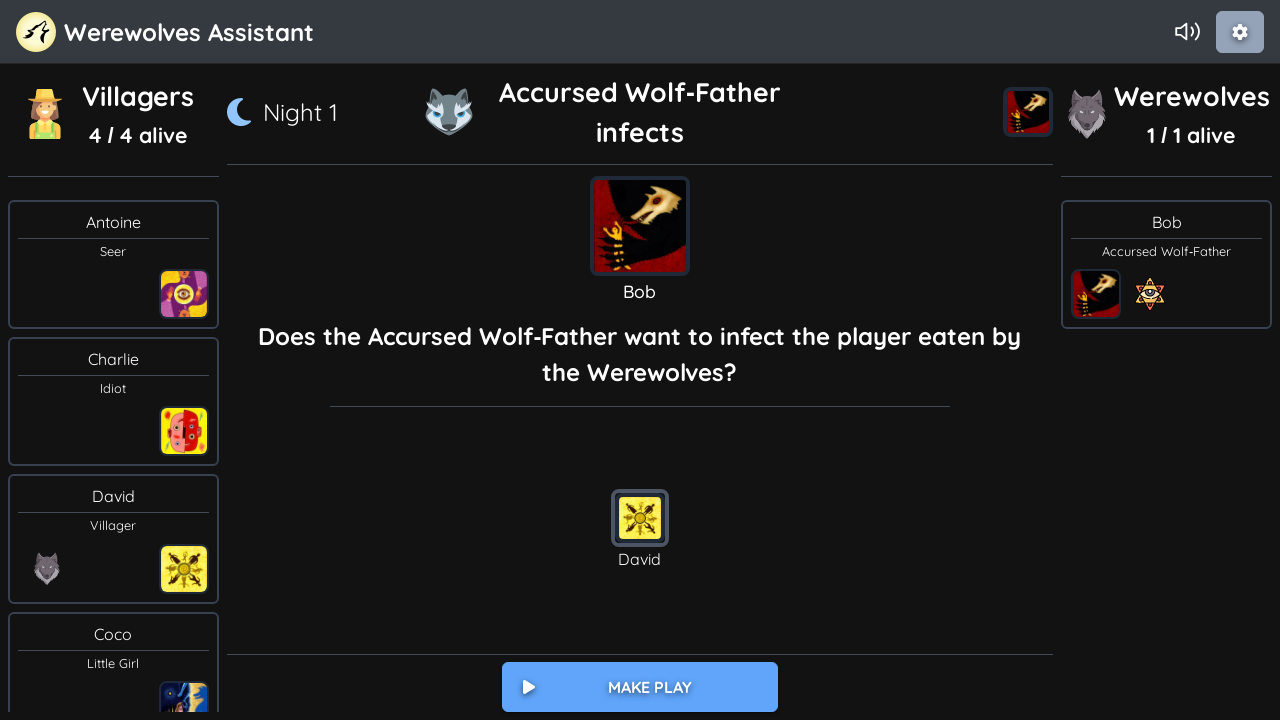 Werewolves Assistant
Villagers
4 / 4 alive
Night 1
Accursed Wolf-Father
infects
Werewolves
1 / 1 alive
Antoine
Seer
Charlie
Idiot
David
Villager
Coco
Little Girl
Bob
Does the Accursed Wolf-Father want to infect the player eaten by
the Werewolves?
David
MAKE PLAY
Bob
Accursed Wolf-Father